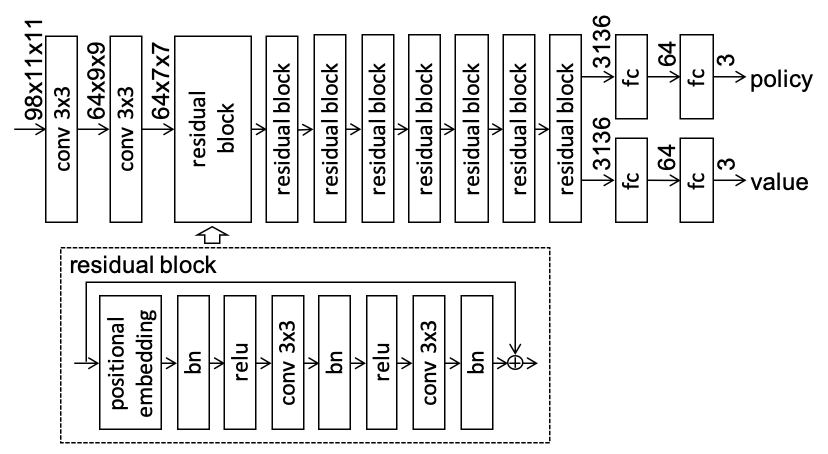 98x11x11
conv 3x3
64x9x9
conv 3x3
64x7x7
residual
block
residual block
residual block
residual block
residual block
residual block
residual block
residual block
3136
fc
64
fc
3
policy
3136
fc
64
fc
3
value
residual block
positional
embedding
bn
relu
conv 3x3
bn
relu
conv 3x3
bn